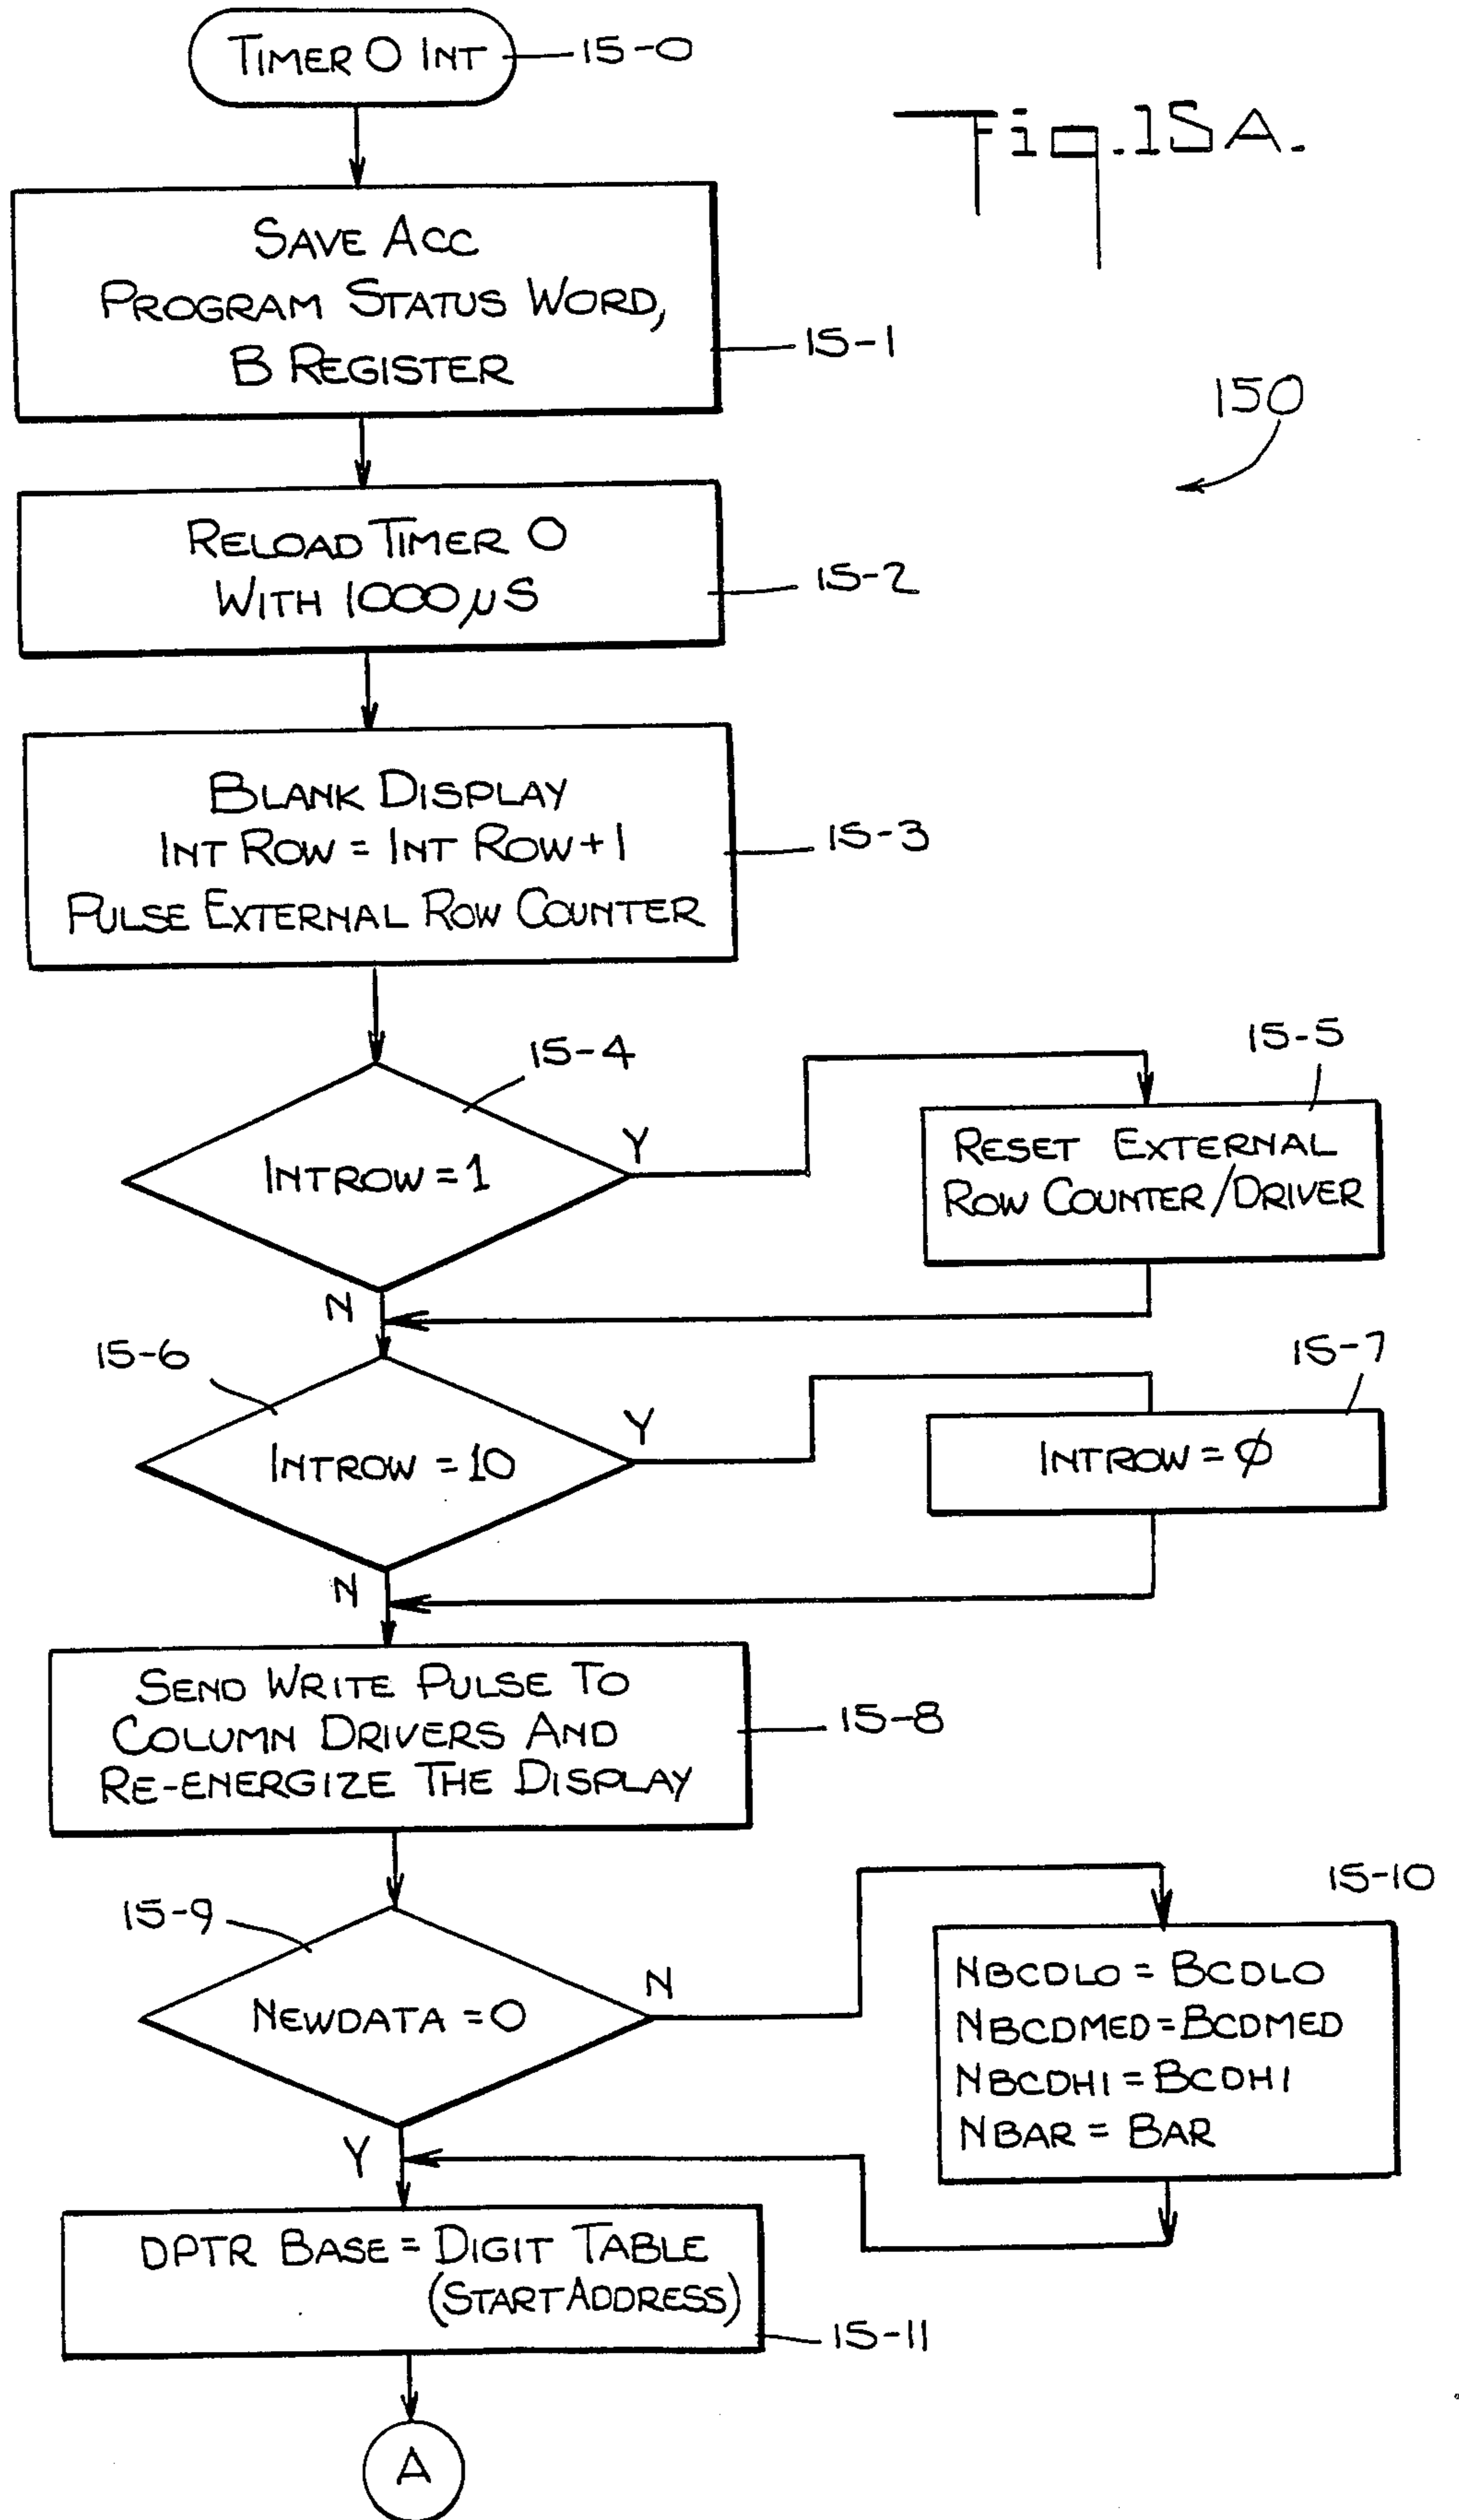 TIMER 0 INT
15-0
Fig.15A.
SAVE ACC
PROGRAM STATUS WORD,
B REGISTER
15-1
150
RELOAD TIMER 0
WITH 1000 µS
15-2
BLANK DISPLAY
INT ROW = INT ROW+1
PULSE EXTERNAL ROW COUNTER
15-3
15-4
INTROW = 1
Y
N
15-5
RESET EXTERNAL
ROW COUNTER/DRIVER
15-6
INTROW = 10
Y
N
15-7
INTROW = Ø
SEND WRITE PULSE TO
COLUMN DRIVERS AND
RE-ENERGIZE THE DISPLAY
15-8
15-9
NEWDATA = 0
N
Y
15-10
NBCDLO = BCDLO
NBCDMED = BCDMED
NBCDHI = BCDHI
NBAR = BAR
DPTR BASE = DIGIT TABLE
(START ADDRESS)
15-11
A